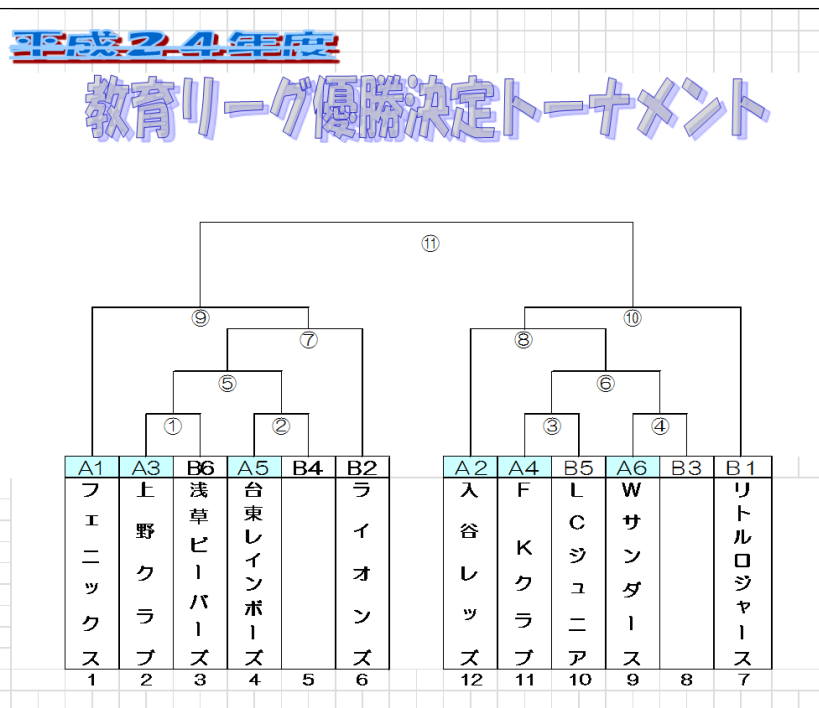 平成24年度
教育リーグ優勝決定トーナメント
⑪
⑨ ⑩
⑦ ⑧
⑤ ⑥
① ② ③ ④
A1 A3 B6 A5 B4 B2 A2 A4 B5 A6 B3 B1
フェニックス
上野クラブ
浅草ビーバーズ
台東レインボーズ
ライオンズ
入谷レッズ
FKクラブ
LCジュニア
Wサンダース
リトルロジャース
1 2 3 4 5 6 12 11 10 9 8 7